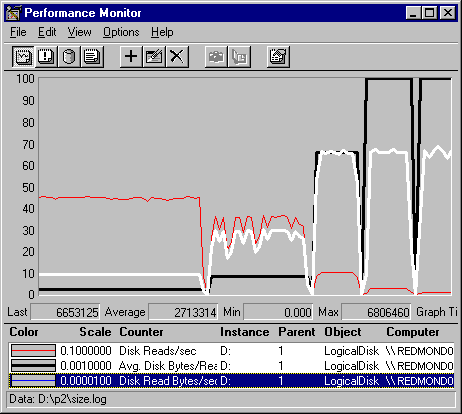 Performance Monitor
File Edit View Options Help
100
90
80
70
60
50
40
30
20
10
0
Last 6653125 Average 2713314 Min 0.000 Max 6806460 Graph Ti
Color Scale Counter Instance Parent Object Computer
0.1000000 Disk Reads/sec D: 1 LogicalDisk \\REDMOND0
0.0010000 Avg. Disk Bytes/Rea D: 1 LogicalDisk \\REDMOND0
0.0000100 Disk Read Bytes/sec D: 1 LogicalDisk \\REDMOND0
Data: D:\p2\size.log